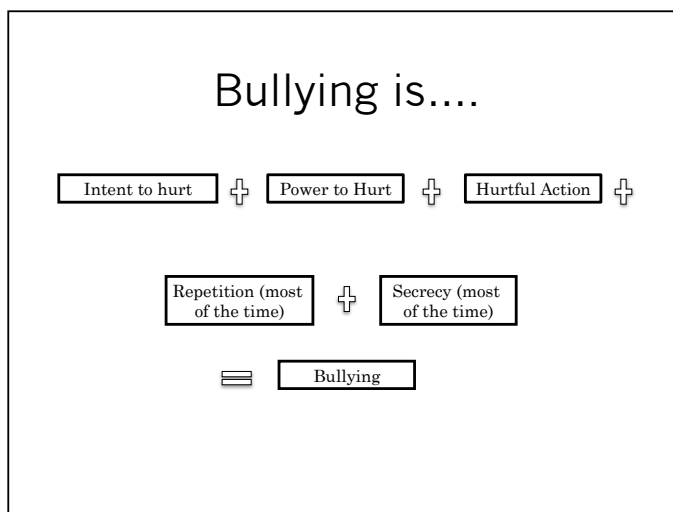 Bullying is....
Intent to hurt + Power to Hurt + Hurtful Action +
Repetition (most
of the time) + Secrecy (most
of the time)
= Bullying